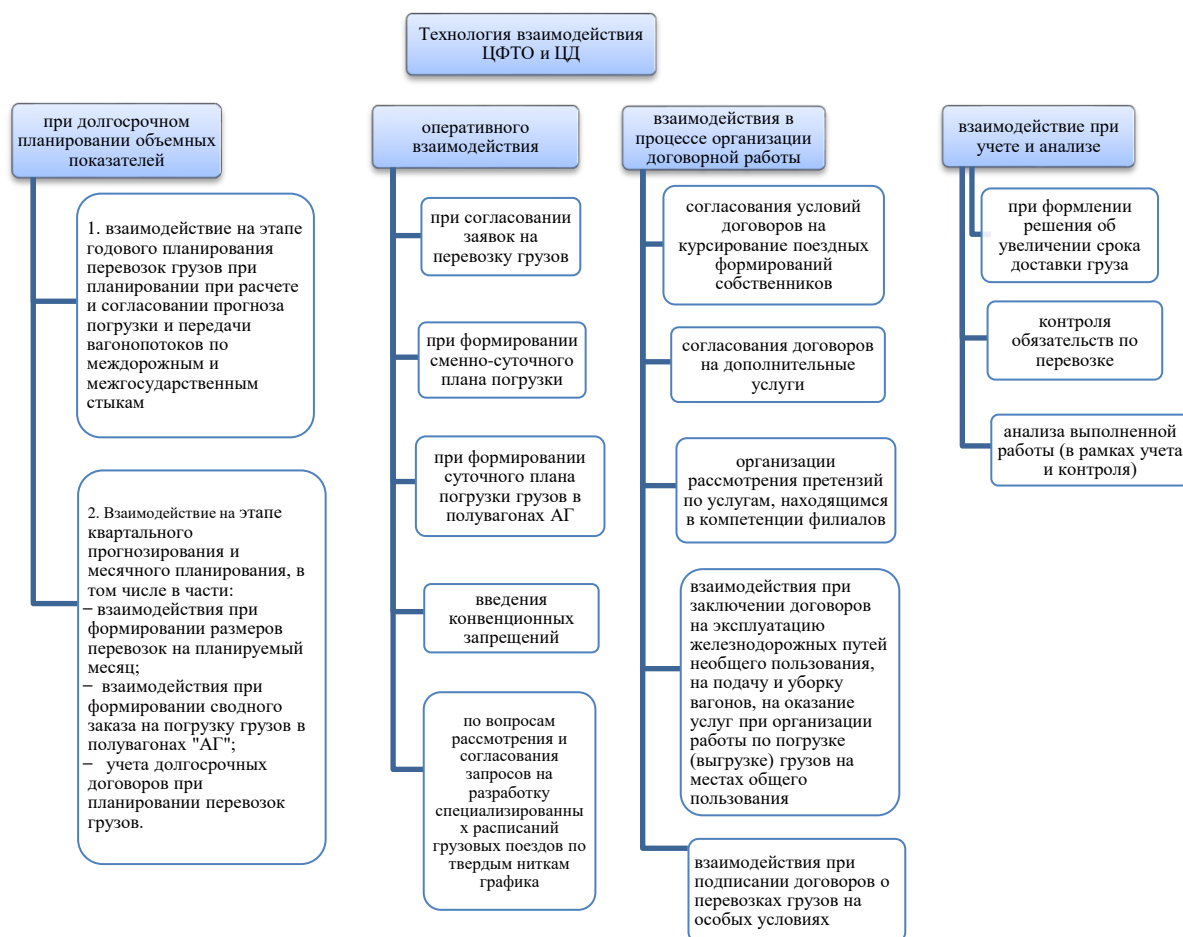 Технология взаимодействия
ЦФТО и ЦД
при долгосрочном
планировании объемных
показателей
1. взаимодействие на этапе
годового планирования
перевозок грузов при
планировании при расчете
и согласовании прогноза
погрузки и передачи
вагонопотоков по
междорожным и
межгосударственным
стыкам
2. Взаимодействие на этапе
квартального
прогнозирования и
месячного планирования, в
том числе в части:
– взаимодействия при
формировании размеров
перевозок на планируемый
месяц;
– взаимодействия при
формировании сводного
заказа на погрузку грузов в
полувагонах "АГ";
– учета долгосрочных
договоров при
планировании перевозок
грузов.
оперативного
взаимодействия
при согласовании
заявок на
перевозку грузов
при формировании
сменно-суточного
плана погрузки
при формировании
суточного плана
погрузки грузов в
полувагонах АГ
введения
конвенционных
запрещений
по вопросам
рассмотрения и
согласования
запросов на
разработку
специализированны
х расписаний
грузовых поездов по
твердым ниткам
графика
взаимодействия в
процессе организации
договорной работы
согласования условий
договоров на
курсирование поездных
формирований
собственников
согласования договоров
на дополнительные
услуги
организации
рассмотрения претензий
по услугам, находящимся
в компетенции филиалов
взаимодействия при
заключении договоров
на эксплуатацию
железнодорожных путей
необщего пользования,
на подачу и уборку
вагонов, на оказание
услуг при организации
работы по погрузке
(выгрузке) грузов на
местах общего
пользования
взаимодействия при
подписании договоров о
перевозках грузов на
особых условиях
взаимодействие при
учете и анализе
при формлении
решения об
увеличении срока
доставки груза
контроля
обязательств по
перевозке
анализа выполненной
работы (в рамках учета
и контроля)